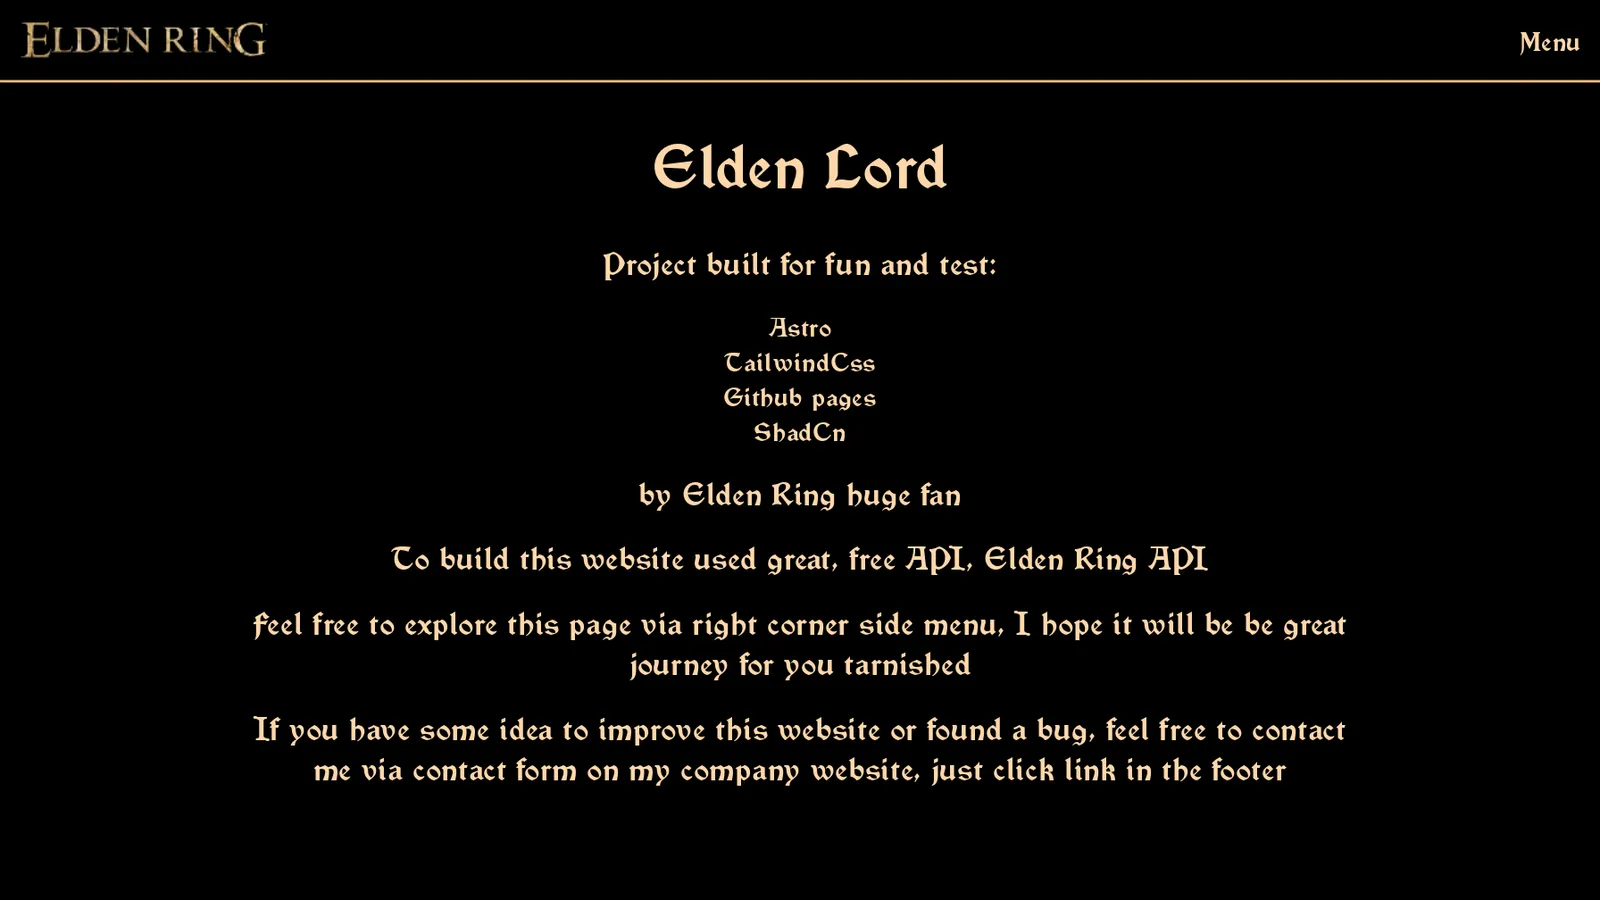 ELDEN RING
Menu
Elden Lord
Project built for fun and test:
Astro
TailwindCss
Github pages
ShadCn
by Elden Ring huge fan
To build this website used great, free API, Elden Ring API
Feel free to explore this page via right corner side menu, I hope it will be be great
journey for you tarnished
If you have some idea to improve this website or found a bug, feel free to contact
me via contact form on my company website, just click link in the footer